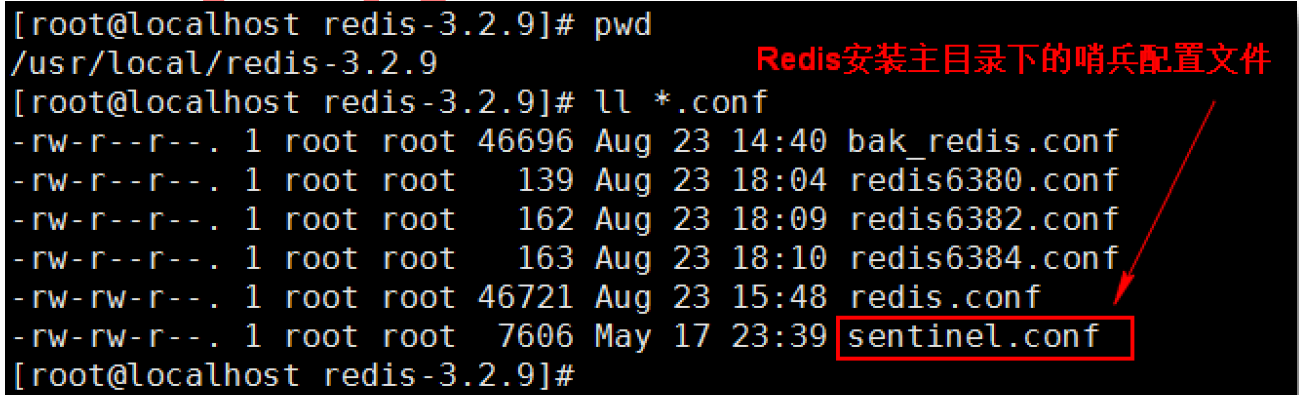 [root@localhost redis-3.2.9]# pwd
/usr/local/redis-3.2.9
Redis安装主目录下的哨兵配置文件
[root@localhost redis-3.2.9]# ll *.conf
-rw-r--r--. 1 root root 46696 Aug 23 14:40 bak_redis.conf
-rw-r--r--. 1 root root   139 Aug 23 18:04 redis6380.conf
-rw-r--r--. 1 root root   162 Aug 23 18:09 redis6382.conf
-rw-r--r--. 1 root root   163 Aug 23 18:10 redis6384.conf
-rw-rw-r--. 1 root root 46721 Aug 23 15:48 redis.conf
-rw-rw-r--. 1 root root  7606 May 17 23:39 sentinel.conf
[root@localhost redis-3.2.9]#